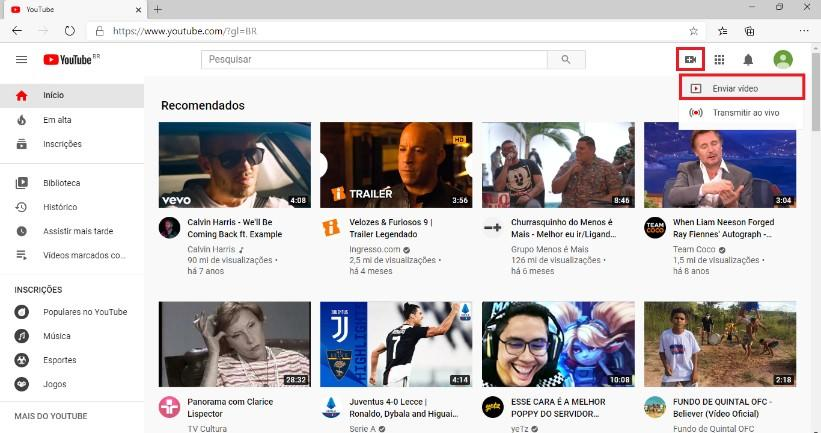 YouTube
https://www.youtube.com/?gl=BR
YouTube BR
Pesquisar
Enviar vídeo
Transmitir ao vivo
Início
Em alta
Inscrições
Biblioteca
Histórico
Assistir mais tarde
Vídeos marcados co...
INSCRIÇÕES
Populares no YouTube
Música
Esportes
Jogos
MAIS DO YOUTUBE
Recomendados
vevo
4:08
Calvin Harris - We'll Be
Coming Back ft. Example
Calvin Harris
90 mi de visualizações •
há 7 anos
HD
TRAILER
3:56
Velozes & Furiosos 9 |
Trailer Legendado
Ingresso.com
2,5 mi de visualizações •
há 4 meses
8:46
Churrasquinho do Menos é
Mais - Melhor eu ir/Ligand...
Grupo Menos é Mais
126 mi de visualizações •
há 6 meses
3:04
TEAM
COCO
When Liam Neeson Forged
Ray Fiennes' Autograph -...
Team Coco
1,5 mi de visualizações •
há 8 anos
28:32
Panorama com Clarice
Lispector
TV Cultura
HIGHLIGHTS
7
4:14
Juventus 4-0 Lecce |
Ronaldo, Dybala and Higuai...
Serie A
10:08
yeTz
ESSE CARA É A MELHOR
POPPY DO SERVIDOR...
yeTz
2:18
FUNDO DE QUINTAL OFC -
Believer (Vídeo Oficial)
Fundo de Quintal OFC